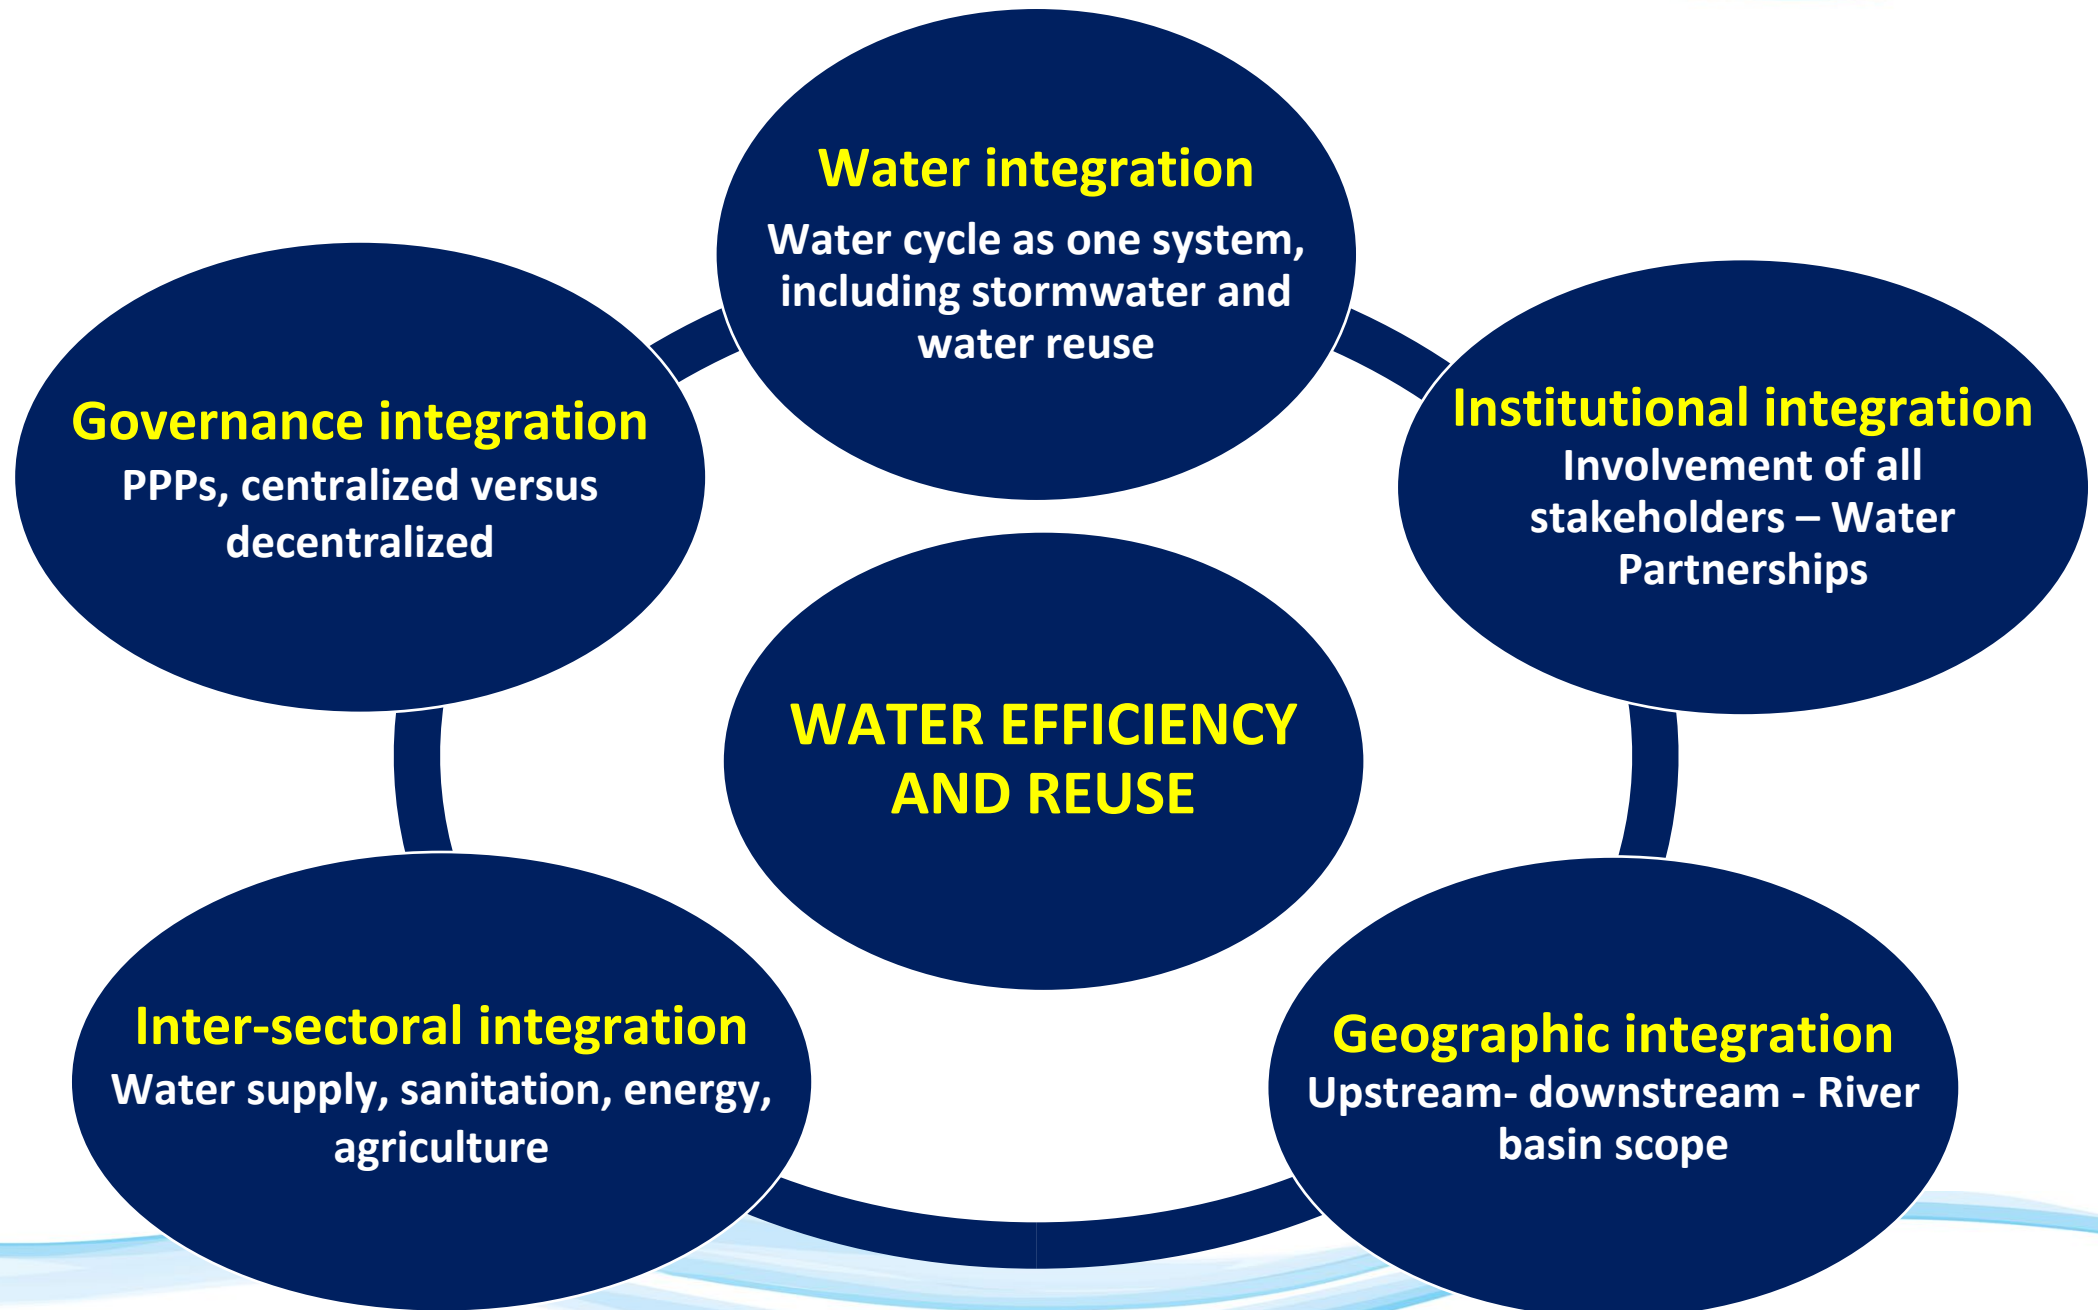 Water integration
Water cycle as one system,
including stormwater and
water reuse
Institutional integration
Involvement of all
stakeholders – Water
Partnerships
Geographic integration
Upstream- downstream - River
basin scope
Inter-sectoral integration
Water supply, sanitation, energy,
agriculture
Governance integration
PPPs, centralized versus
decentralized
WATER EFFICIENCY
AND REUSE